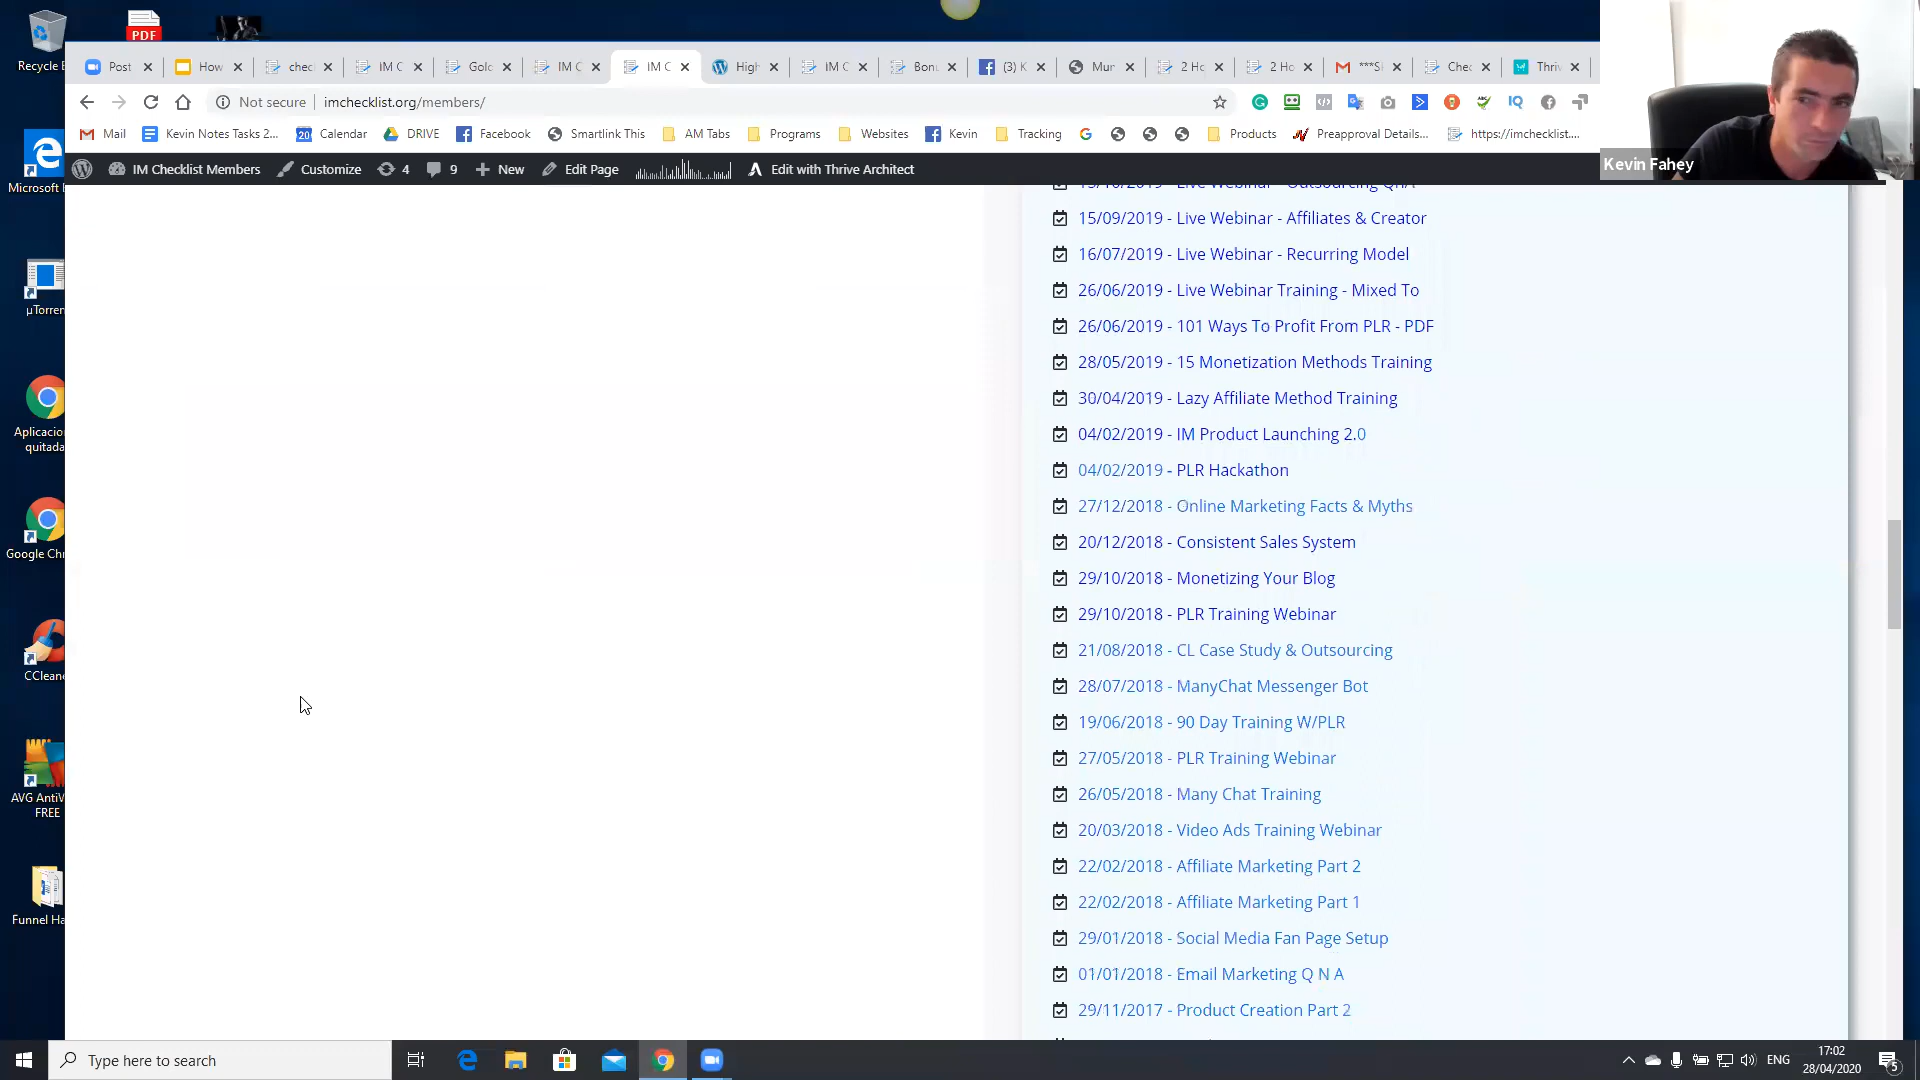 Recycle
PDF
Post
How
IM C
Gold
IM C
IM C
High
IM C
(3) K
2 Ho
2 Ho
Chec
Thriv
Not secure
imchecklist.org/members/
Mail
Kevin Notes Tasks 2...
Calendar
DRIVE
Facebook
Smartlink This
AM Tabs
Programs
Websites
Kevin
Tracking
Products
Preapproval Details...
https://imchecklist....
Kevin Fahey
IM Checklist Members
Customize
4
9
New
Edit Page
Edit with Thrive Architect
15/09/2019 - Live Webinar - Affiliates & Creator
16/07/2019 - Live Webinar - Recurring Model
26/06/2019 - Live Webinar Training - Mixed To
26/06/2019 - 101 Ways To Profit From PLR - PDF
28/05/2019 - 15 Monetization Methods Training
30/04/2019 - Lazy Affiliate Method Training
04/02/2019 - IM Product Launching 2.0
04/02/2019 - PLR Hackathon
27/12/2018 - Online Marketing Facts & Myths
20/12/2018 - Consistent Sales System
29/10/2018 - Monetizing Your Blog
29/10/2018 - PLR Training Webinar
21/08/2018 - CL Case Study & Outsourcing
28/07/2018 - ManyChat Messenger Bot
19/06/2018 - 90 Day Training W/PLR
27/05/2018 - PLR Training Webinar
26/05/2018 - Many Chat Training
20/03/2018 - Video Ads Training Webinar
22/02/2018 - Affiliate Marketing Part 2
22/02/2018 - Affiliate Marketing Part 1
29/01/2018 - Social Media Fan Page Setup
01/01/2018 - Email Marketing Q N A
29/11/2017 - Product Creation Part 2
Microsoft
µTorren
Aplicacio
quitada
Google Chr
CCleane
AVG AntiV
FREE
Funnel Ha
Type here to search
ENG
17:02
28/04/2020
5